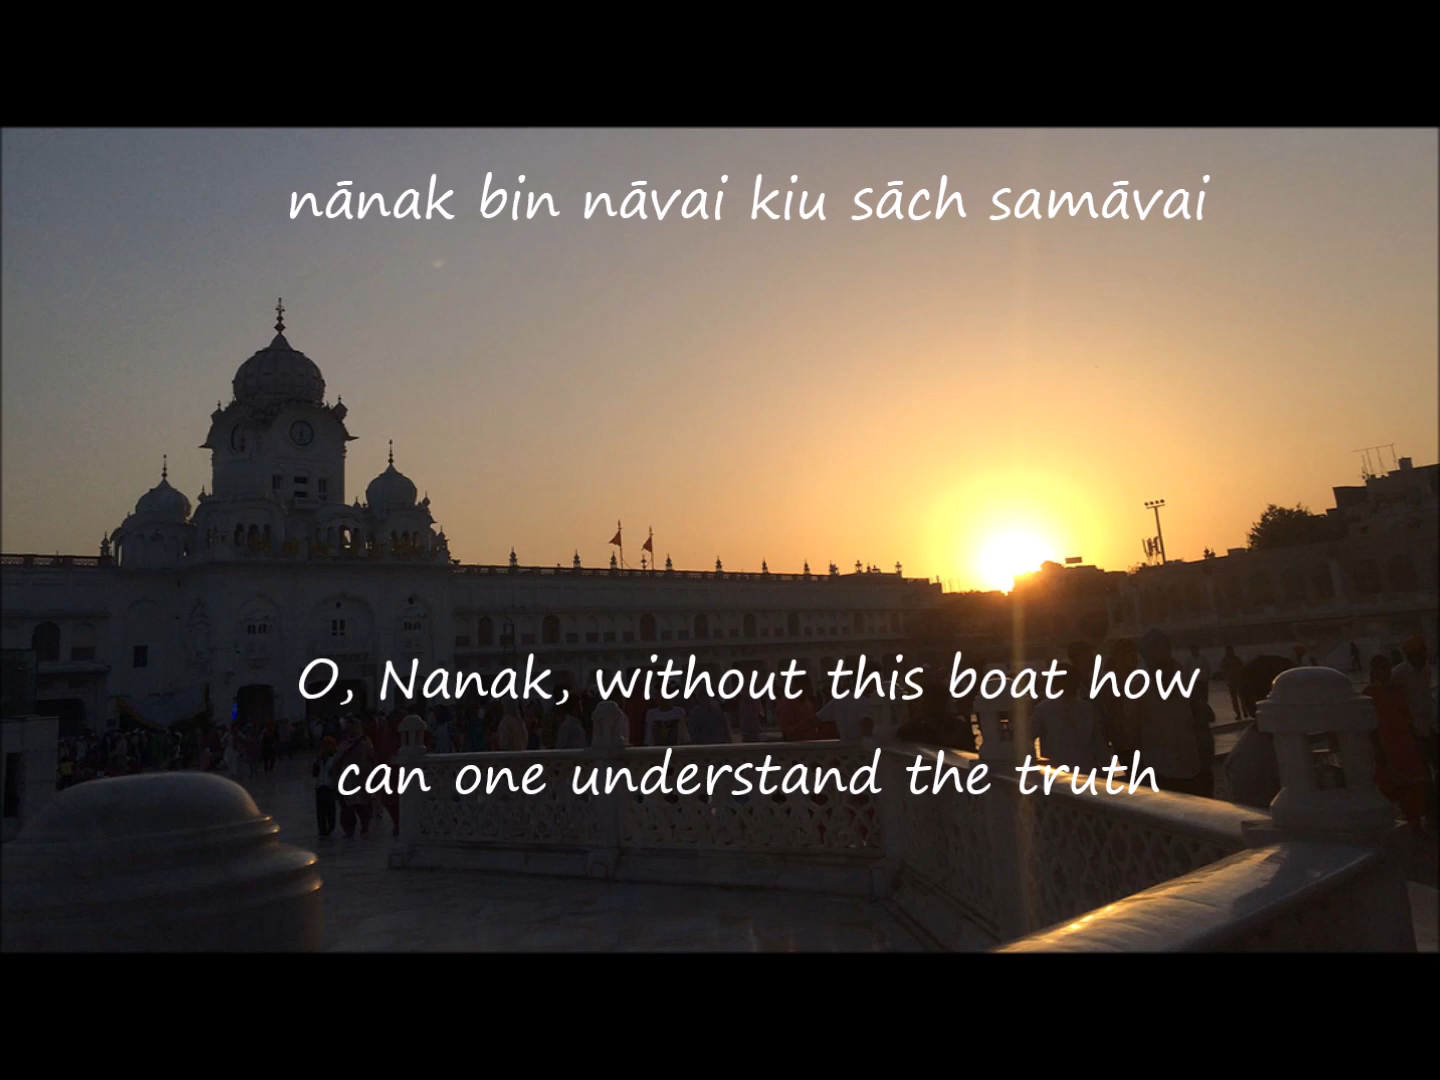 nānak bin nāvai kiu sāch samāvai
O, Nanak, without this boat how
can one understand the truth